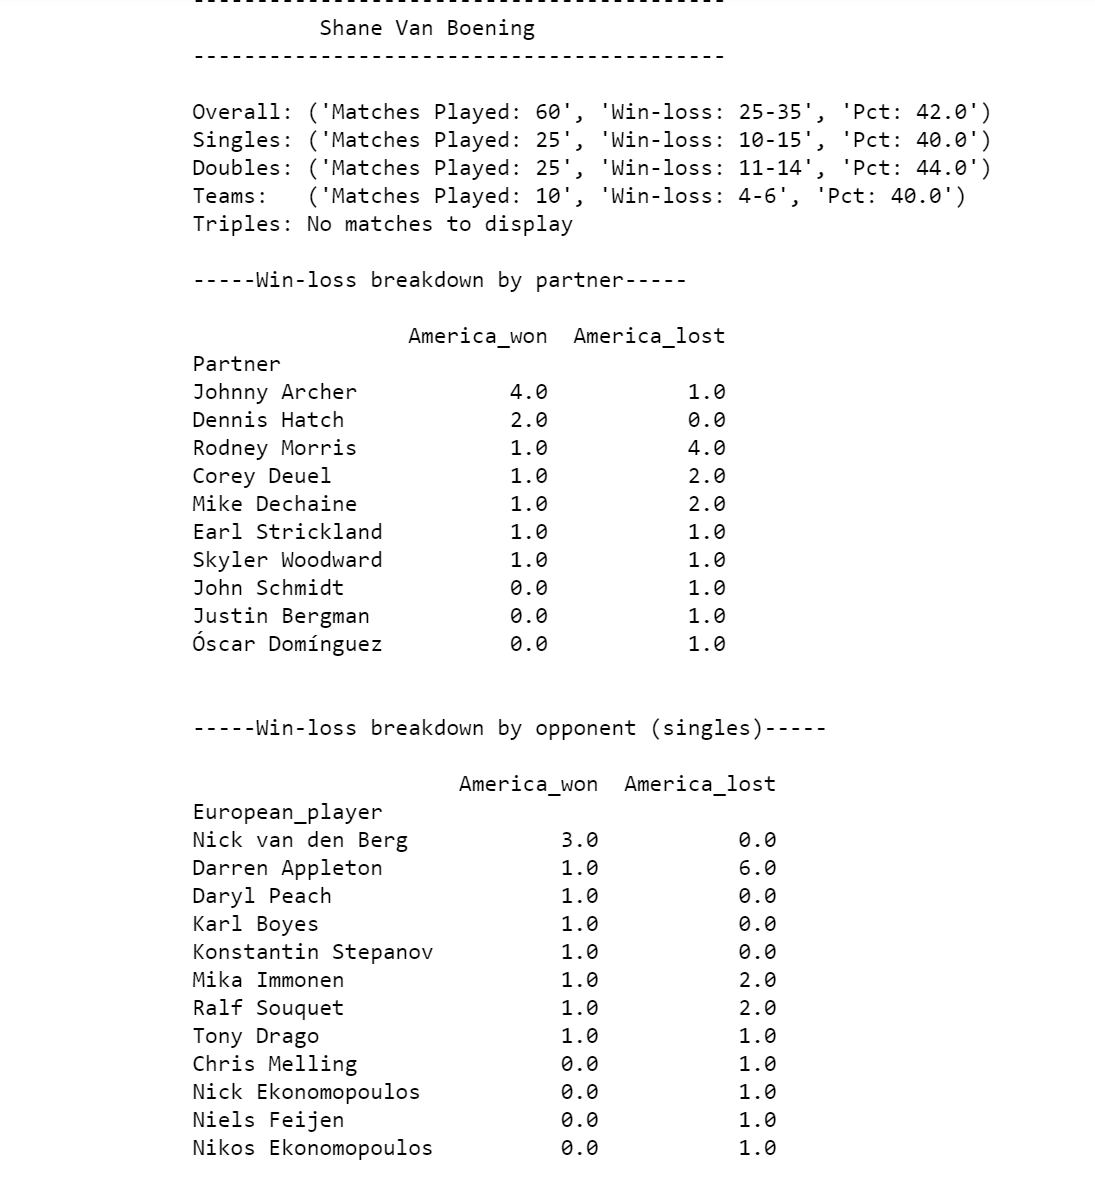 ------------------------------------------
Shane Van Boening
------------------------------------------
Overall: ('Matches Played: 60', 'Win-loss: 25-35', 'Pct: 42.0')
Singles: ('Matches Played: 25', 'Win-loss: 10-15', 'Pct: 40.0')
Doubles: ('Matches Played: 25', 'Win-loss: 11-14', 'Pct: 44.0')
Teams:   ('Matches Played: 10', 'Win-loss: 4-6', 'Pct: 40.0')
Triples: No matches to display
-----Win-loss breakdown by partner-----
America_won  America_lost
Partner
Johnny Archer 4.0 1.0
Dennis Hatch 2.0 0.0
Rodney Morris 1.0 4.0
Corey Deuel 1.0 2.0
Mike Dechaine 1.0 2.0
Earl Strickland 1.0 1.0
Skyler Woodward 1.0 1.0
John Schmidt 0.0 1.0
Justin Bergman 0.0 1.0
Óscar Domínguez 0.0 1.0
-----Win-loss breakdown by opponent (singles)-----
America_won  America_lost
European_player
Nick van den Berg 3.0 0.0
Darren Appleton 1.0 6.0
Daryl Peach 1.0 0.0
Karl Boyes 1.0 0.0
Konstantin Stepanov 1.0 0.0
Mika Immonen 1.0 2.0
Ralf Souquet 1.0 2.0
Tony Drago 1.0 1.0
Chris Melling 0.0 1.0
Nick Ekonomopoulos 0.0 1.0
Niels Feijen 0.0 1.0
Nikos Ekonomopoulos 0.0 1.0